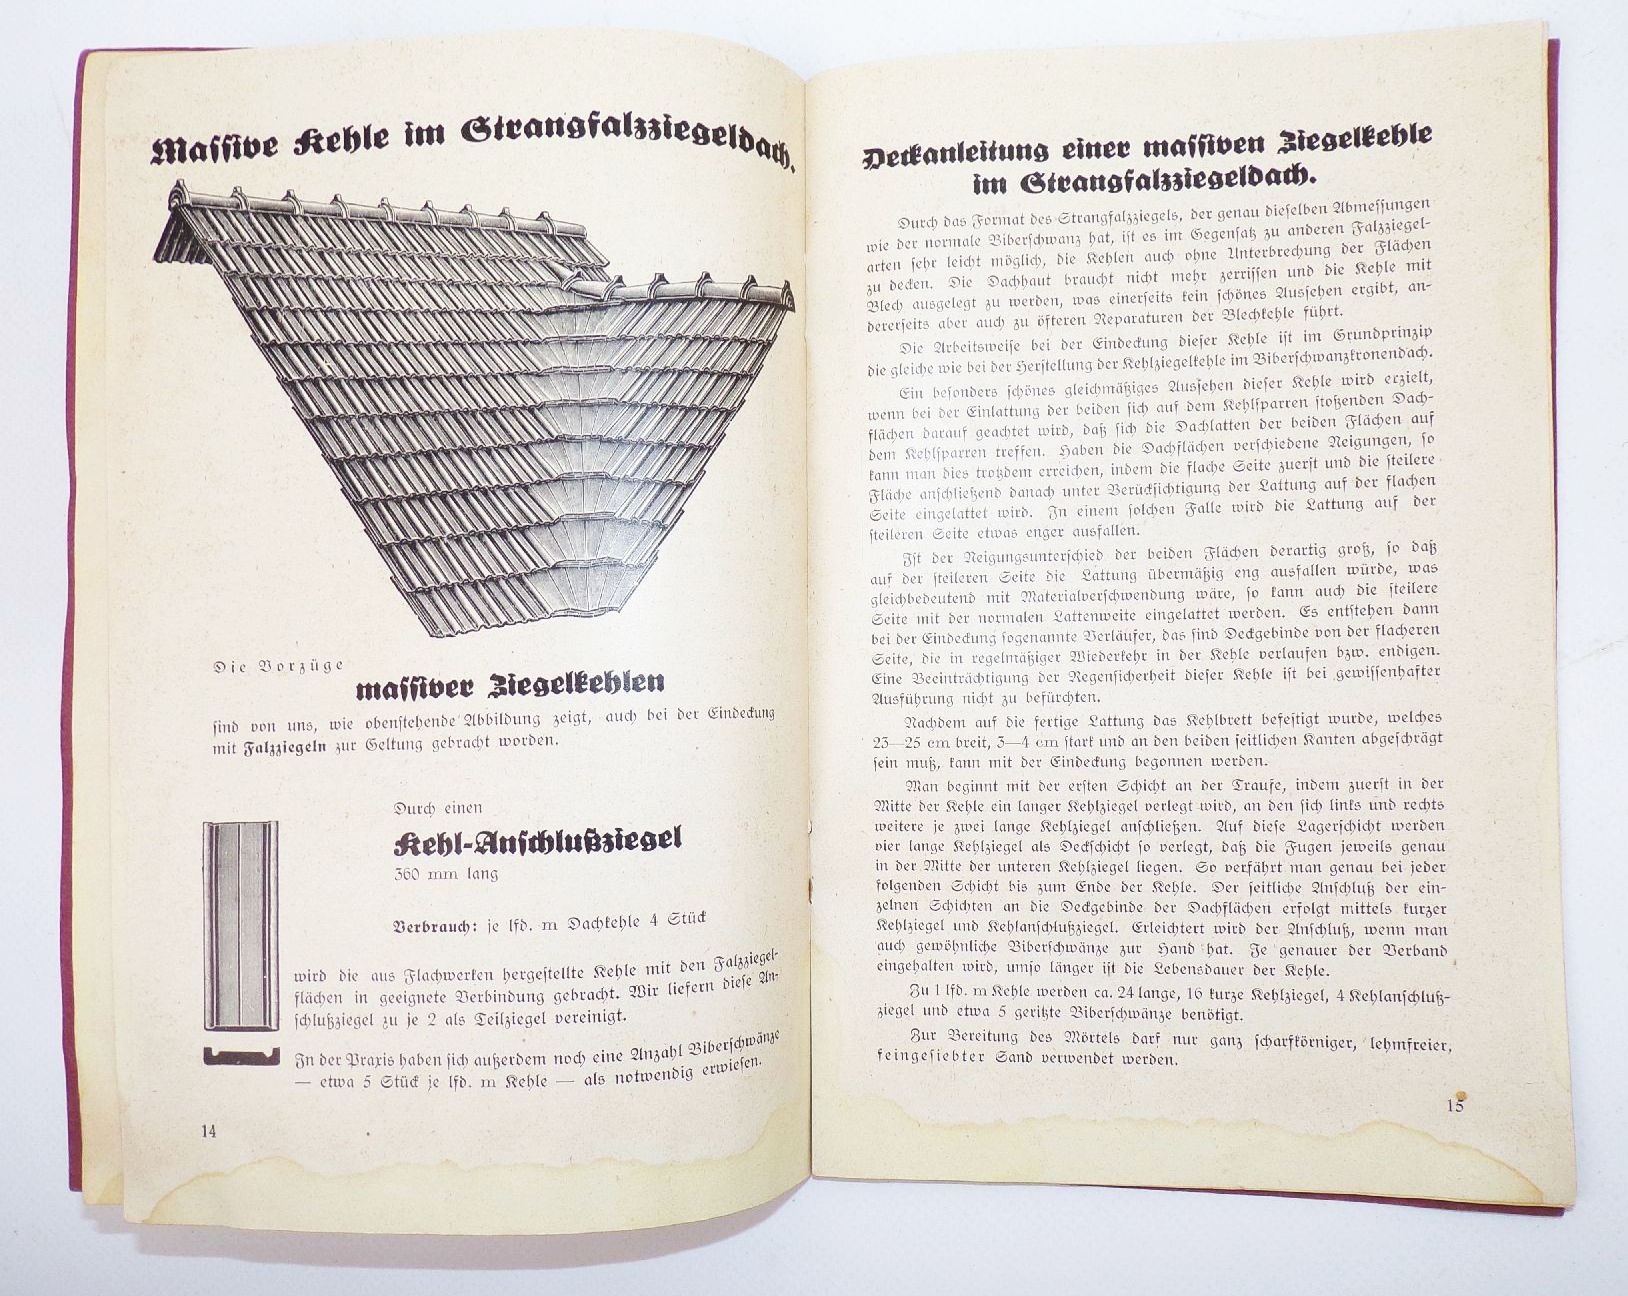 Massive Kehle im Strangfalzziegeldach.
Die Vorzüge
massiver Ziegelkehlen
sind von uns, wie obenstehende Abbildung zeigt, auch bei der Eindeckung
mit Falzziegeln zur Geltung gebracht worden.
Durch einen
Kehl-Anschlußziegel
360 mm lang
Verbrauch: je lfd. m Dachkehle 4 Stück
wird die aus Flachwerken hergestellte Kehle mit den Falzziegel-
flächen in geeignete Verbindung gebracht. Wir liefern diese An-
schlußziegel zu je 2 als Teilziegel vereinigt.
In der Praxis haben sich außerdem noch eine Anzahl Biberschwänze
— etwa 5 Stück je lfd. m Kehle — als notwendig erwiesen.
14
Deckanleitung einer massiven Ziegelkehle
im Strangfalzziegeldach.
Durch das Format des Strangfalzziegels, der genau dieselben Abmessungen
wie der normale Biberschwanz hat, ist es im Gegensatz zu anderen Falzziegel-
arten sehr leicht möglich, die Kehlen auch ohne Unterbrechung der Flächen
zu decken. Die Dachhaut braucht nicht mehr zerrissen und die Kehle mit
Blech ausgelegt zu werden, was einerseits kein schönes Aussehen ergibt, an-
dererseits aber auch zu öfteren Reparaturen der Blechkehle führt.
Die Arbeitsweise bei der Eindeckung dieser Kehle ist im Grundprinzip
die gleiche wie bei der Herstellung der Kehlziegelkehle im Biberschwanzkronendach.
Ein besonders schönes gleichmäßiges Aussehen dieser Kehle wird erzielt,
wenn bei der Einlattung der beiden sich auf dem Kehlsparren stoßenden Dach-
flächen darauf geachtet wird, daß sich die Dachlatten der beiden Flächen auf
dem Kehlsparren treffen. Haben die Dachflächen verschiedene Neigungen, so
kann man dies trotzdem erreichen, indem die flache Seite zuerst und die steilere
Fläche anschließend danach unter Berücksichtigung der Lattung auf der flachen
Seite eingelattet wird. In einem solchen Falle wird die Lattung auf der
steileren Seite etwas enger ausfallen.
Ist der Neigungsunterschied der beiden Flächen derartig groß, so daß
auf der steileren Seite die Lattung übermäßig eng ausfallen würde, was
gleichbedeutend mit Materialverschwendung wäre, so kann auch die steilere
Seite mit der normalen Lattenweite eingelattet werden. Es entstehen dann
bei der Eindeckung sogenannte Verläufer, das sind Deckgebinde von der flacheren
Seite, die in regelmäßiger Wiederkehr in der Kehle verlaufen bzw. endigen.
Eine Beeinträchtigung der Regensicherheit dieser Kehle ist bei gewissenhafter
Ausführung nicht zu befürchten.
Nachdem auf die fertige Lattung das Kehlbrett befestigt wurde, welches
23—25 cm breit, 3—4 cm stark und an den beiden seitlichen Kanten abgeschrägt
sein muß, kann mit der Eindeckung begonnen werden.
Man beginnt mit der ersten Schicht an der Traufe, indem zuerst in der
Mitte der Kehle ein langer Kehlziegel verlegt wird, an den sich links und rechts
weitere je zwei lange Kehlziegel anschließen. Auf diese Lagerschicht werden
vier lange Kehlziegel als Deckschicht so verlegt, daß die Fugen jeweils genau
in der Mitte der unteren Kehlziegel liegen. So verfährt man genau bei jeder
folgenden Schicht bis zum Ende der Kehle. Der seitliche Anschluß der ein-
zelnen Schichten an die Deckgebinde der Dachflächen erfolgt mittels kurzer
Kehlziegel und Kehlanschlußziegel. Erleichtert wird der Anschluß, wenn man
auch gewöhnliche Biberschwänze zur Hand hat. Je genauer der Verband
eingehalten wird, umso länger ist die Lebensdauer der Kehle.
Zu 1 lfd. m Kehle werden ca. 24 lange, 16 kurze Kehlziegel, 4 Kehlanschluß-
ziegel und etwa 5 geritzte Biberschwänze benötigt.
Zur Bereitung des Mörtels darf nur ganz scharfkörniger, lehmfreier,
feingesiebter Sand verwendet werden.
15